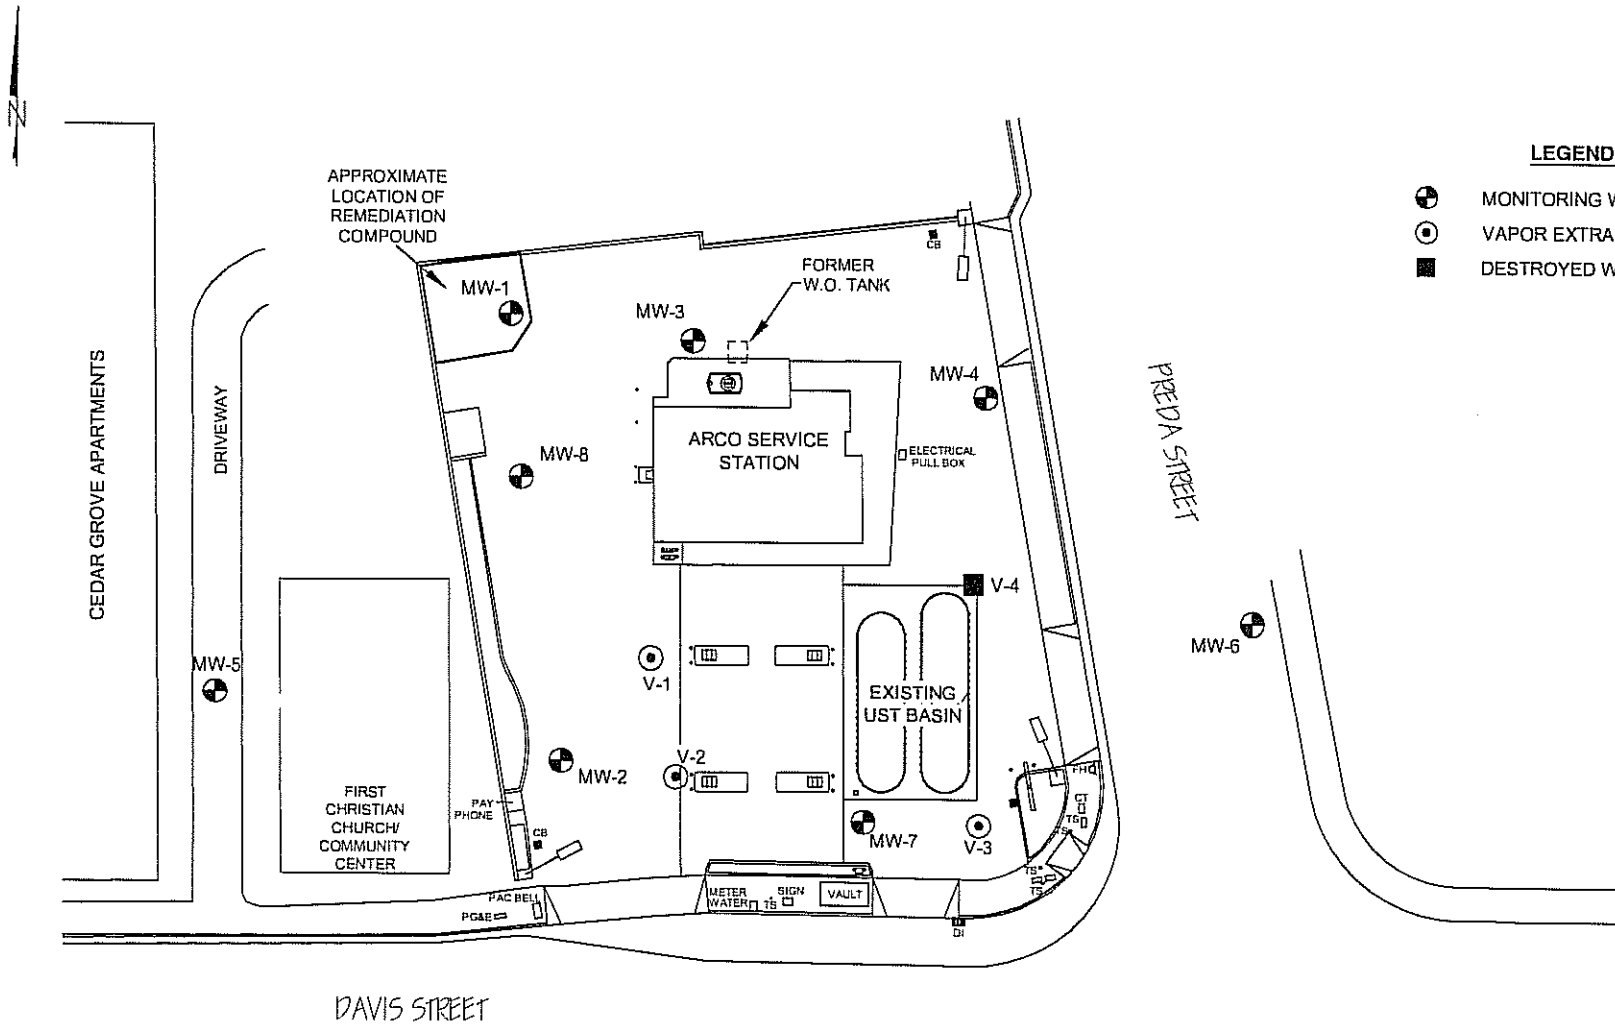 N
APPROXIMATE
LOCATION OF
REMEDIATION
COMPOUND
LEGEND
MONITORING W
VAPOR EXTRA
DESTROYED W
CB
FORMER
W.O. TANK
MW-1
MW-3
MW-4
CEDAR GROVE APARTMENTS
DRIVEWAY
PREDA STREET
ARCO SERVICE
STATION
ELECTRICAL
PULL BOX
MW-8
V-4
MW-6
MW-5
V-1
EXISTING
UST BASIN
V-2
MW-2
FIRST
CHRISTIAN
CHURCH/
COMMUNITY
CENTER
PAY
PHONE
CB
MW-7
V-3
FH
CT
TS
TS
TS
TS
PAC BELL
PG&E
METER
WATER
TS
SIGN
VAULT
DI
DAVIS STREET